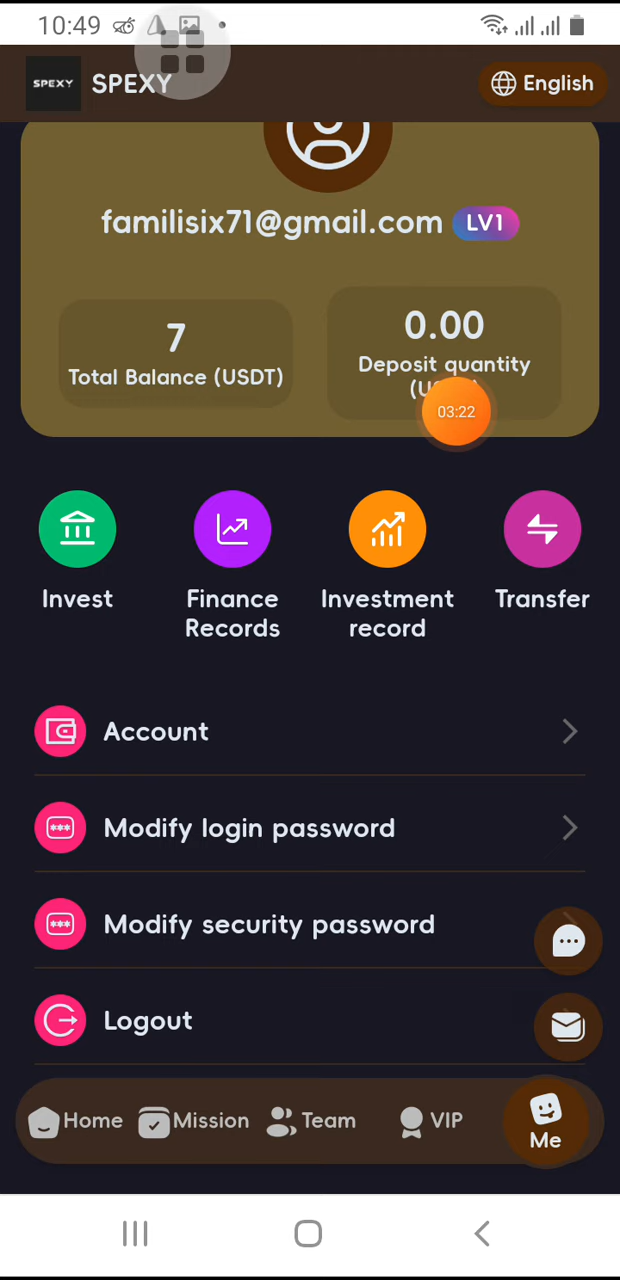 10:49
SPEXY SPEXY English
familisix71@gmail.com LV1
7
Total Balance (USDT)
0.00
Deposit quantity
03:22
Invest
Finance
Records
Investment
record
Transfer
Account
Modify login password
Modify security password
Logout
Home Mission Team VIP Me